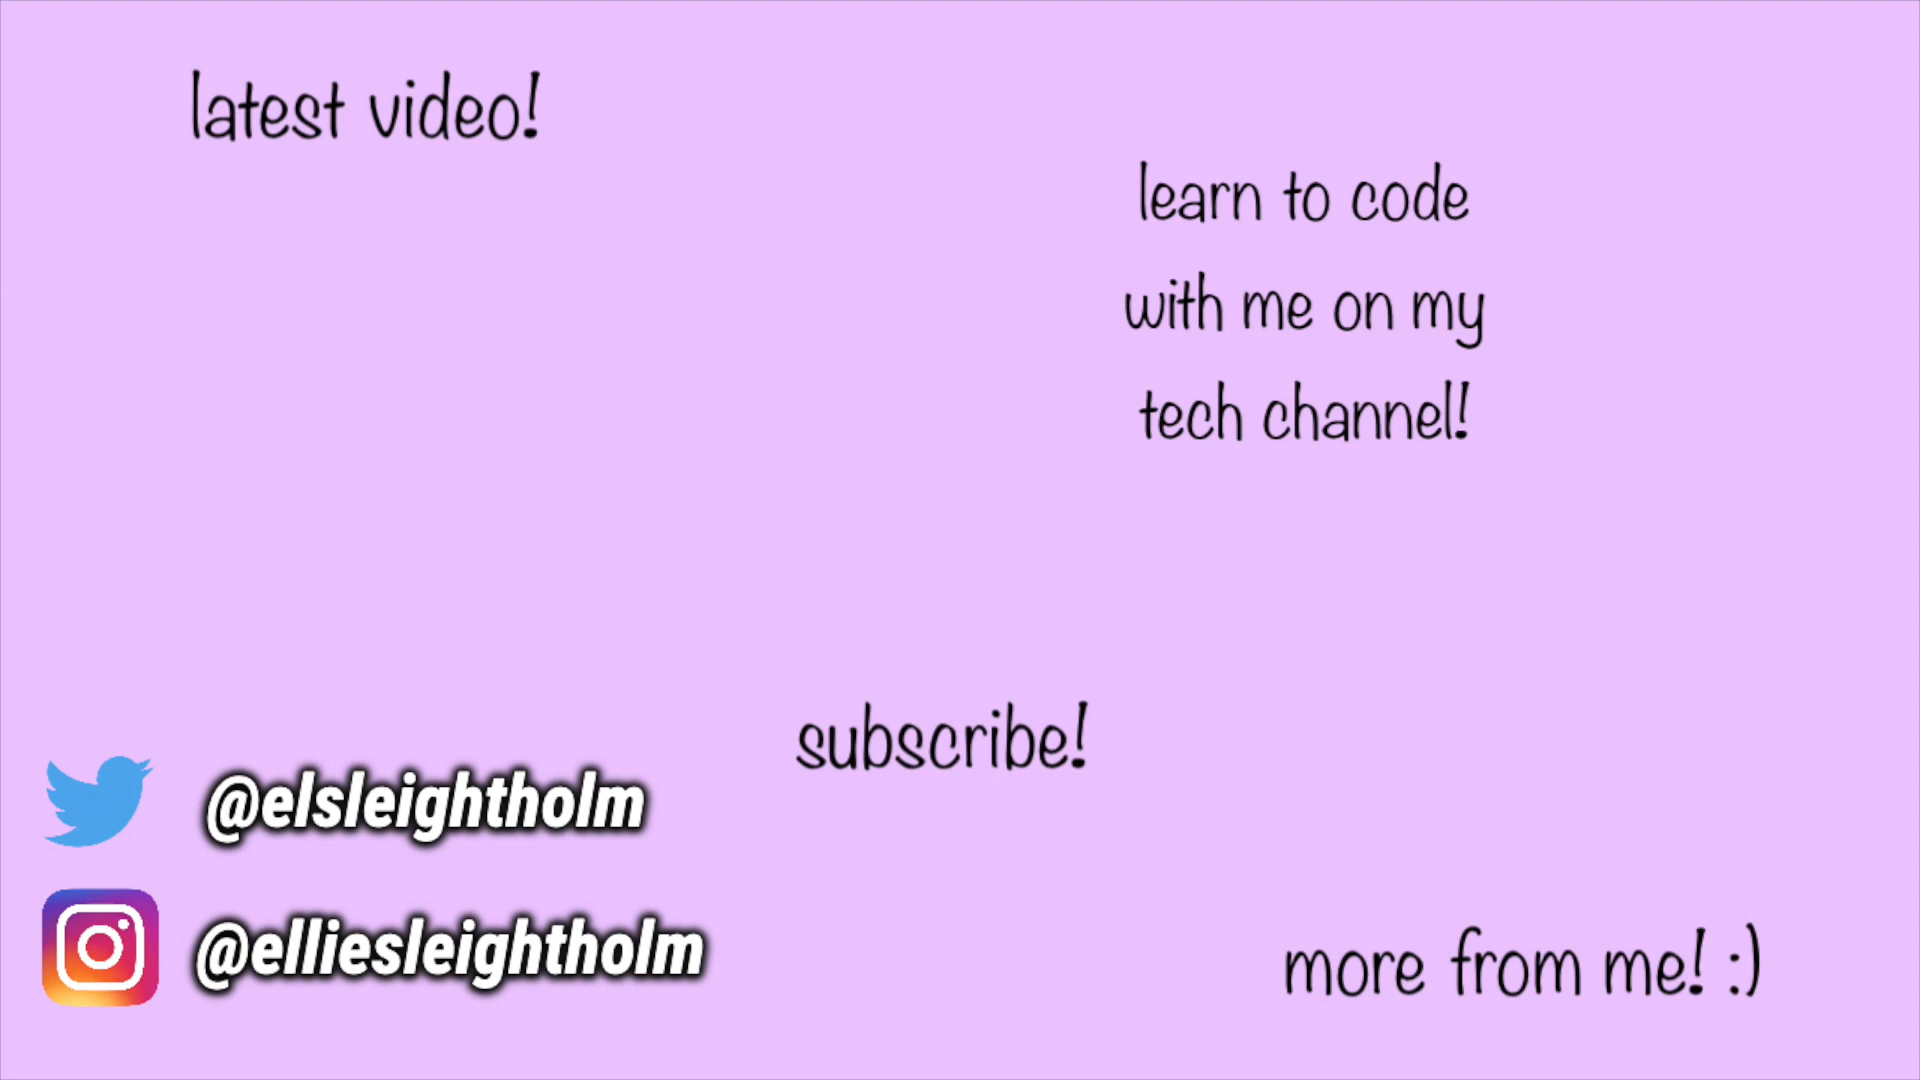 latest video!
learn to code
with me on my
tech channel!
subscribe!
@elsleightholm
@elliesleightholm
more from me! :)